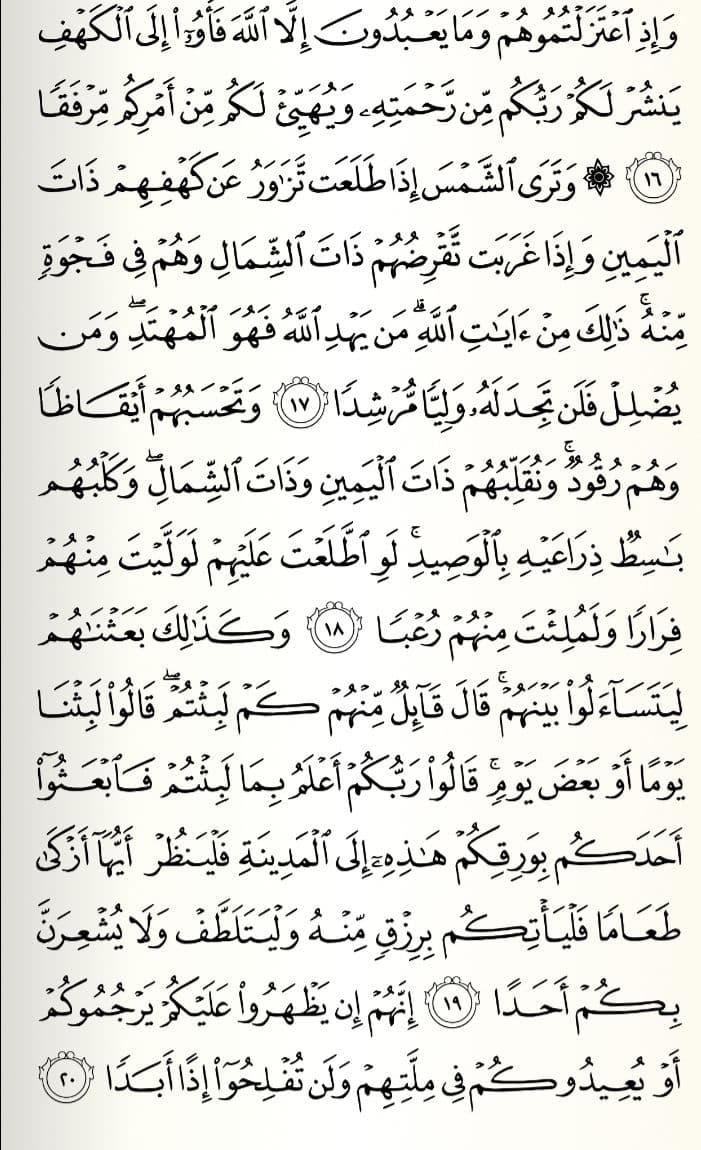 وَإِذِ ٱعْتَزَلْتُمُوهُمْ وَمَا يَعْبُدُونَ إِلَّا ٱللَّهَ فَأْوُۥٓا۟ إِلَى ٱلْكَهْفِ
يَنشُرْ لَكُمْ رَبُّكُم مِّن رَّحْمَتِهِۦ وَيُهَيِّئْ لَكُم مِّنْ أَمْرِكُم مِّرْفَقًا
١٦ ۞ وَتَرَى ٱلشَّمْسَ إِذَا طَلَعَت تَّزَٰوَرُ عَن كَهْفِهِمْ ذَاتَ
ٱلْيَمِينِ وَإِذَا غَرَبَت تَّقْرِضُهُمْ ذَاتَ ٱلشِّمَالِ وَهُمْ فِى فَجْوَةٍ
مِّنْهُ ۚ ذَٰلِكَ مِنْ ءَايَٰتِ ٱللَّهِ ۗ مَن يَهْدِ ٱللَّهُ فَهُوَ ٱلْمُهْتَدِ ۖ وَمَن
يُضْلِلْ فَلَن تَجِدَ لَهُۥ وَلِيًّا مُّرْشِدًا ١٧ وَتَحْسَبُهُمْ أَيْقَاظًا
وَهُمْ رُقُودٌ ۚ وَنُقَلِّبُهُمْ ذَاتَ ٱلْيَمِينِ وَذَاتَ ٱلشِّمَالِ ۖ وَكَلْبُهُم
بَٰسِطٌ ذِرَاعَيْهِ بِٱلْوَصِيدِ ۚ لَوِ ٱطَّلَعْتَ عَلَيْهِمْ لَوَلَّيْتَ مِنْهُمْ
فِرَارًا وَلَمُلِئْتَ مِنْهُمْ رُعْبًا ١٨ وَكَذَٰلِكَ بَعَثْنَٰهُمْ
لِيَتَسَآءَلُوا۟ بَيْنَهُمْ ۚ قَالَ قَآئِلٌ مِّنْهُمْ كَمْ لَبِثْتُمْ ۖ قَالُوا۟ لَبِثْنَا
يَوْمًا أَوْ بَعْضَ يَوْمٍ ۚ قَالُوا۟ رَبُّكُمْ أَعْلَمُ بِمَا لَبِثْتُمْ فَٱبْعَثُوٓا۟
أَحَدَكُم بِوَرِقِكُمْ هَٰذِهِۦٓ إِلَى ٱلْمَدِينَةِ فَلْيَنظُرْ أَيُّهَآ أَزْكَىٰ
طَعَامًا فَلْيَأْتِكُم بِرِزْقٍ مِّنْهُ وَلْيَتَلَطَّفْ وَلَا يُشْعِرَنَّ
بِكُمْ أَحَدًا ١٩ إِنَّهُمْ إِن يَظْهَرُوا۟ عَلَيْكُمْ يَرْجُمُوكُمْ
أَوْ يُعِيدُوكُمْ فِى مِلَّتِهِمْ وَلَن تُفْلِحُوٓا۟ إِذًا أَبَدًا ٢٠